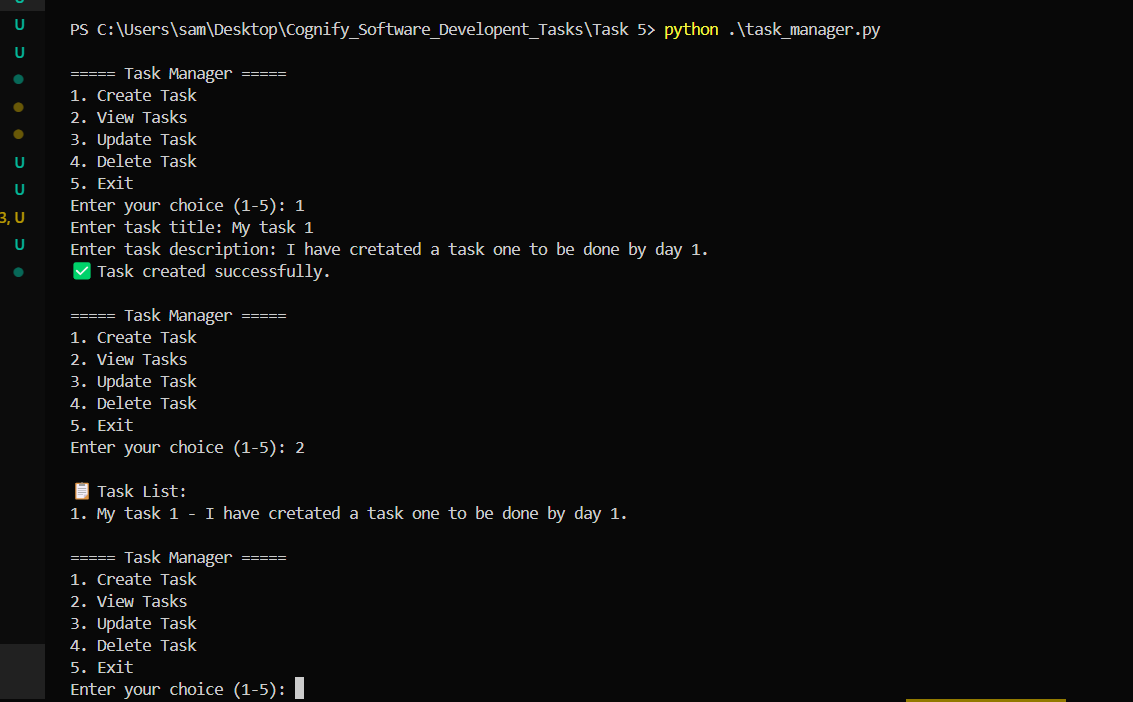 U
PS C:\Users\sam\Desktop\Cognify_Software_Developent_Tasks\Task 5> python .\task_manager.py
U
===== Task Manager =====
1. Create Task
2. View Tasks
3. Update Task
4. Delete Task
U
5. Exit
U
Enter your choice (1-5): 1
3, U
Enter task title: My task 1
U
Enter task description: I have cretated a task one to be done by day 1.
✅ Task created successfully.
===== Task Manager =====
1. Create Task
2. View Tasks
3. Update Task
4. Delete Task
5. Exit
Enter your choice (1-5): 2
📋 Task List:
1. My task 1 - I have cretated a task one to be done by day 1.
===== Task Manager =====
1. Create Task
2. View Tasks
3. Update Task
4. Delete Task
5. Exit
Enter your choice (1-5):